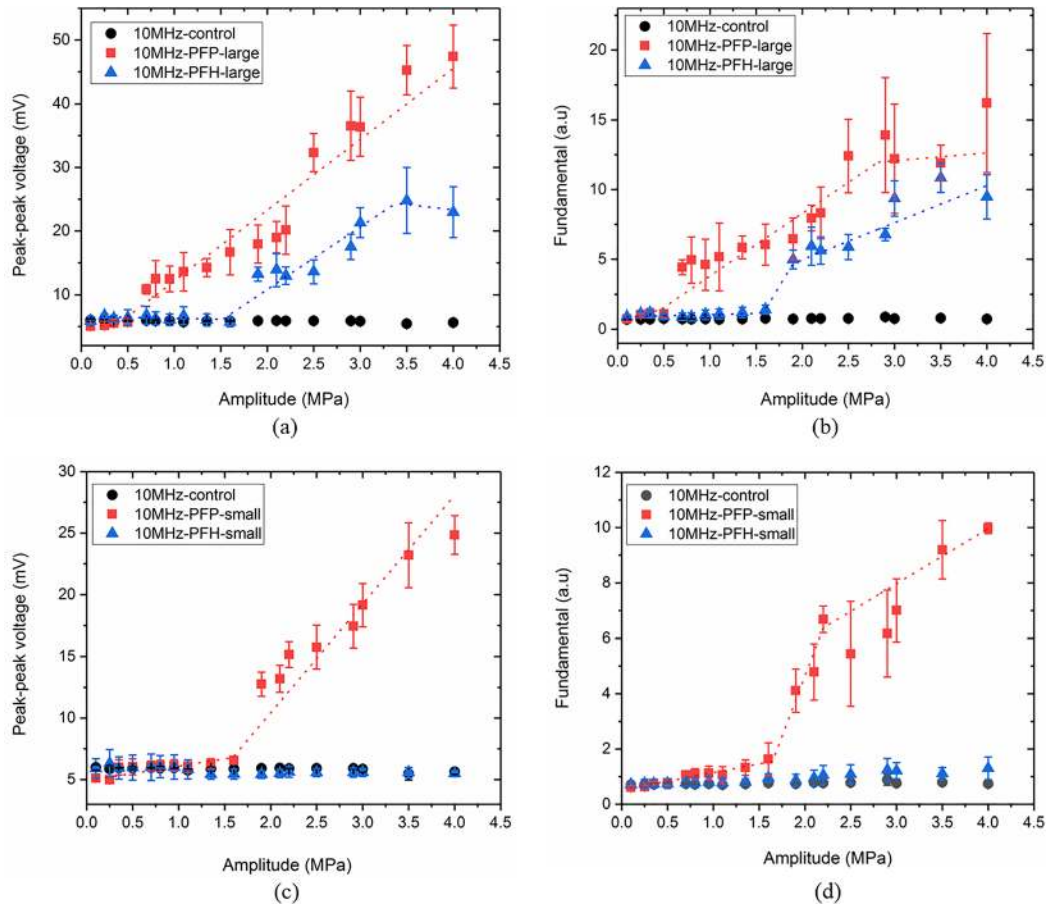 10MHz-control
10MHz-PFP-large
10MHz-PFH-large
Peak-peak voltage (mV)
50
40
30
20
10
0.0 0.5 1.0 1.5 2.0 2.5 3.0 3.5 4.0 4.5
Amplitude (MPa)
(a)
10MHz-control
10MHz-PFP-large
10MHz-PFH-large
Fundamental (a.u)
20
15
10
5
0
0.0 0.5 1.0 1.5 2.0 2.5 3.0 3.5 4.0 4.5
Amplitude (MPa)
(b)
10MHz-control
10MHz-PFP-small
10MHz-PFH-small
Peak-peak voltage (mV)
30
25
20
15
10
5
0.0 0.5 1.0 1.5 2.0 2.5 3.0 3.5 4.0 4.5
Amplitude (MPa)
(c)
10MHz-control
10MHz-PFP-small
10MHz-PFH-small
Fundamental (a.u)
12
10
8
6
4
2
0
0.0 0.5 1.0 1.5 2.0 2.5 3.0 3.5 4.0 4.5
Amplitude (MPa)
(d)